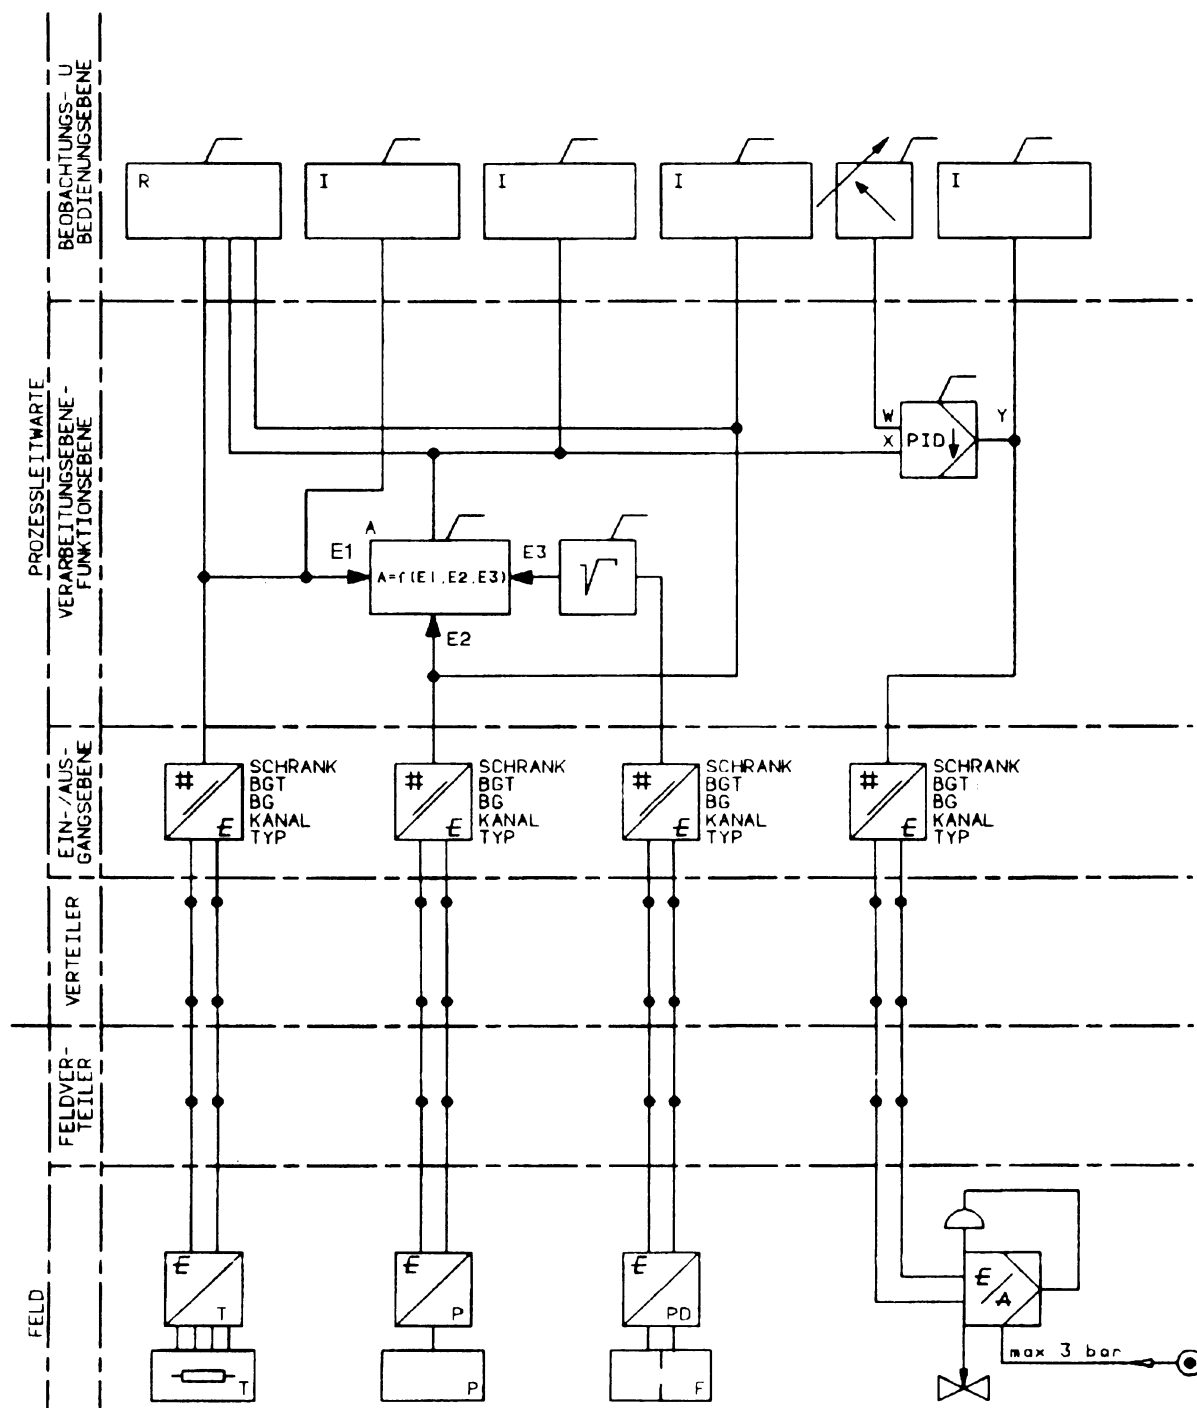 BEOBACHTUNGS- U
BEDIENUNGSEBENE
R
I
I
I
I
PROZESSLEITWARTE
VERARBEITUNGSEBENE-
FUNKTIONSEBENE
W
X
PID
Y
A
E1
A=f(E1,E2,E3)
E3
√
E2
EIN-/AUS-
GANGSEBENE
#
E
SCHRANK
BGT
BG
KANAL
TYP
#
E
SCHRANK
BGT
BG
KANAL
TYP
#
E
SCHRANK
BGT
BG
KANAL
TYP
#
E
SCHRANK
BGT
BG
KANAL
TYP
VERTEILER
FELDVER-
TEILER
FELD
E
T
T
E
P
P
E
PD
F
E
/A
max 3 bar